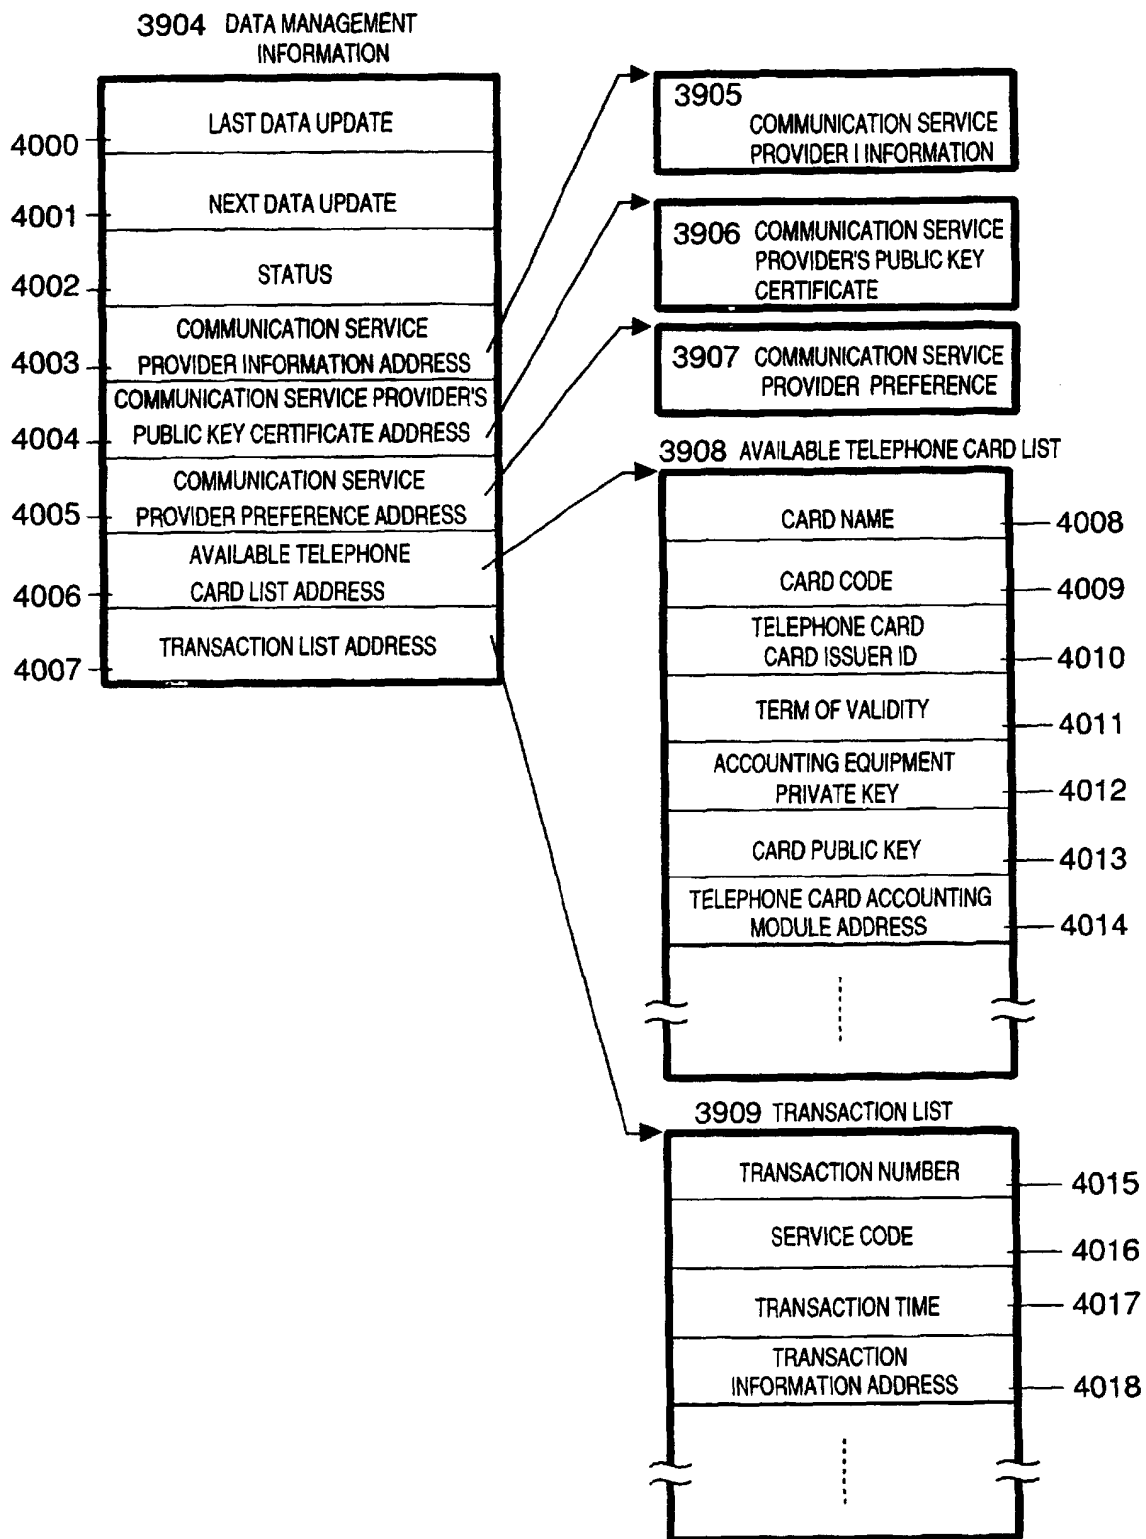 3904 DATA MANAGEMENT
INFORMATION
LAST DATA UPDATE
4000
NEXT DATA UPDATE
4001
STATUS
4002
COMMUNICATION SERVICE
PROVIDER INFORMATION ADDRESS
4003
COMMUNICATION SERVICE PROVIDER'S
PUBLIC KEY CERTIFICATE ADDRESS
4004
COMMUNICATION SERVICE
PROVIDER PREFERENCE ADDRESS
4005
AVAILABLE TELEPHONE
CARD LIST ADDRESS
4006
TRANSACTION LIST ADDRESS
4007
3905
COMMUNICATION SERVICE
PROVIDER I INFORMATION
3906 COMMUNICATION SERVICE
PROVIDER'S PUBLIC KEY
CERTIFICATE
3907 COMMUNICATION SERVICE
PROVIDER PREFERENCE
3908 AVAILABLE TELEPHONE CARD LIST
CARD NAME
4008
CARD CODE
4009
TELEPHONE CARD
CARD ISSUER ID
4010
TERM OF VALIDITY
4011
ACCOUNTING EQUIPMENT
PRIVATE KEY
4012
CARD PUBLIC KEY
4013
TELEPHONE CARD ACCOUNTING
MODULE ADDRESS
4014
3909 TRANSACTION LIST
TRANSACTION NUMBER
4015
SERVICE CODE
4016
TRANSACTION TIME
4017
TRANSACTION
INFORMATION ADDRESS
4018